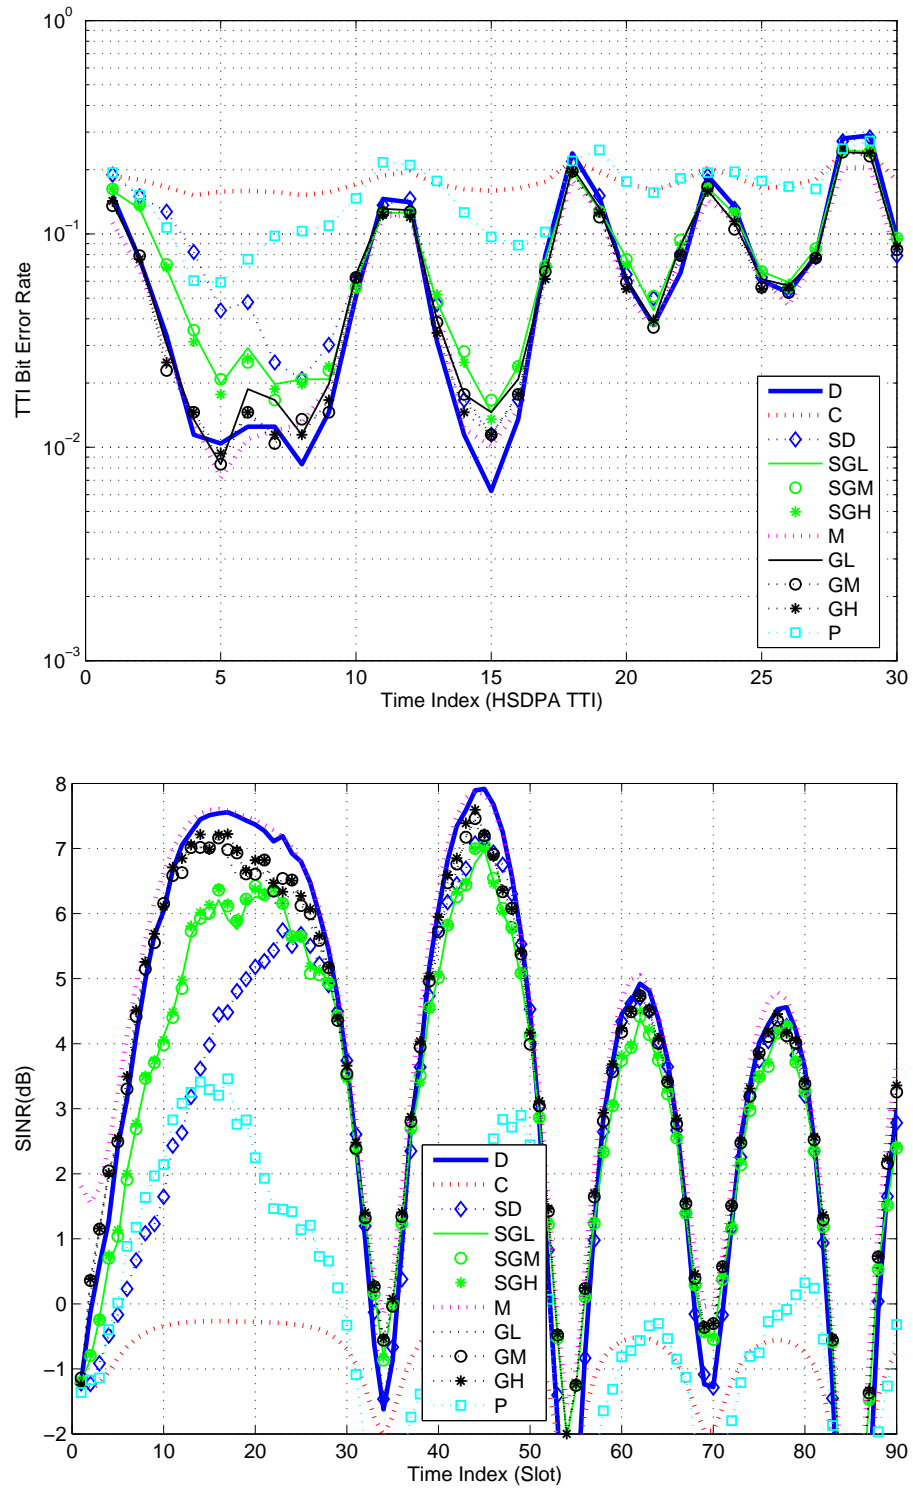 10^0
10^−1
10^−2
10^−3
TTI Bit Error Rate
D
C
SD
SGL
SGM
SGH
M
GL
GM
GH
P
0 5 10 15 20 25 30
Time Index (HSDPA TTI)
8
7
6
5
4
3
2
1
0
−1
−2
SINR(dB)
D
C
SD
SGL
SGM
SGH
M
GL
GM
GH
P
0 10 20 30 40 50 60 70 80 90
Time Index (Slot)